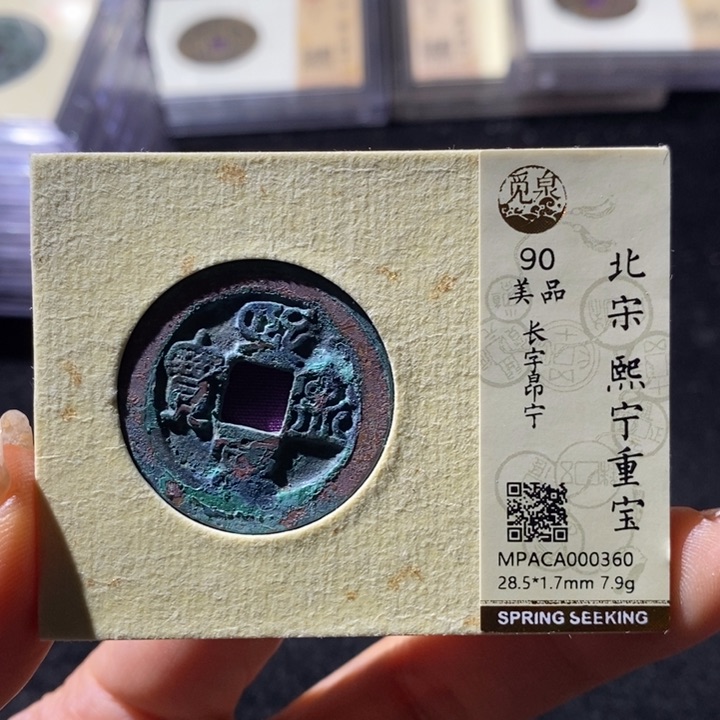 觅泉
90
美品
长字昂宁
北宋 熙宁重宝
MPACA000360
28.5*1.7mm 7.9g
SPRING SEEKING